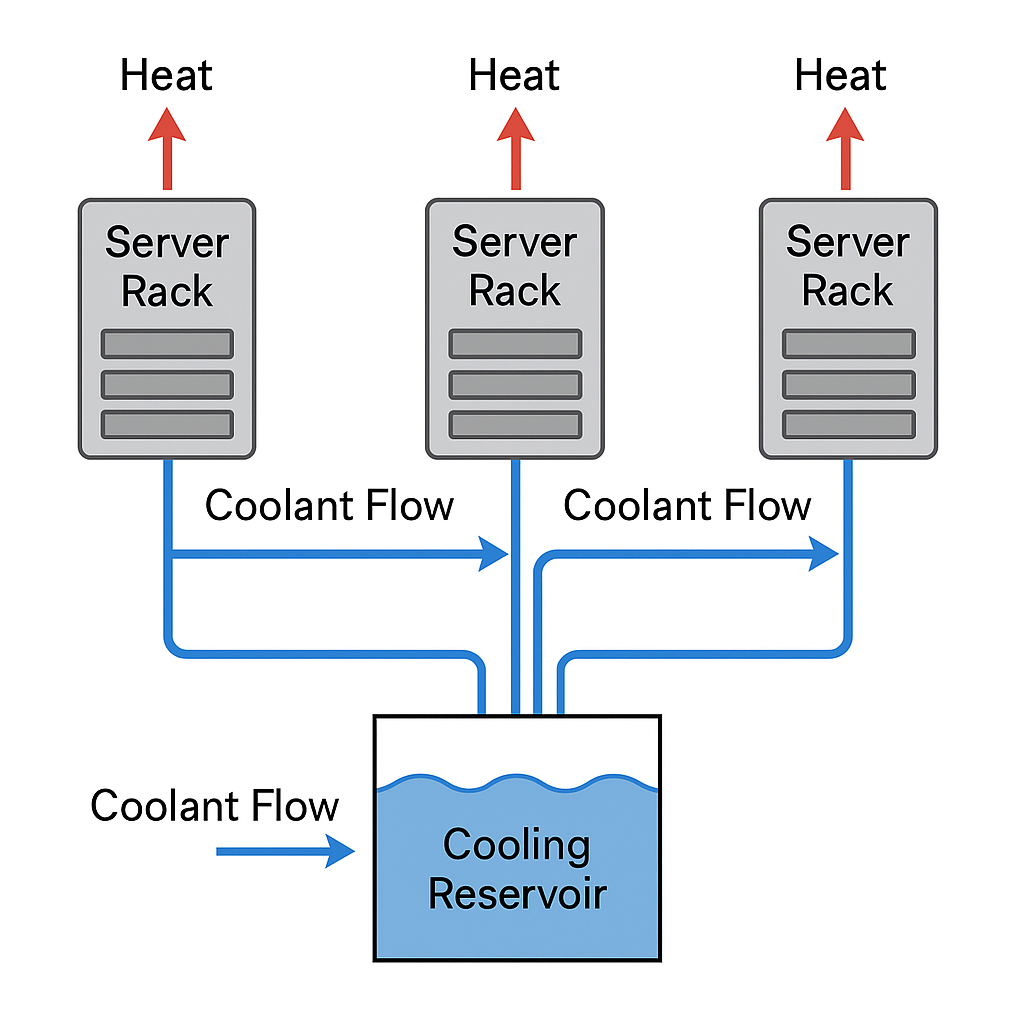 Heat
Heat
Heat
Server
Rack
Server
Rack
Server
Rack
Coolant Flow
Coolant Flow
Coolant Flow
Cooling
Reservoir